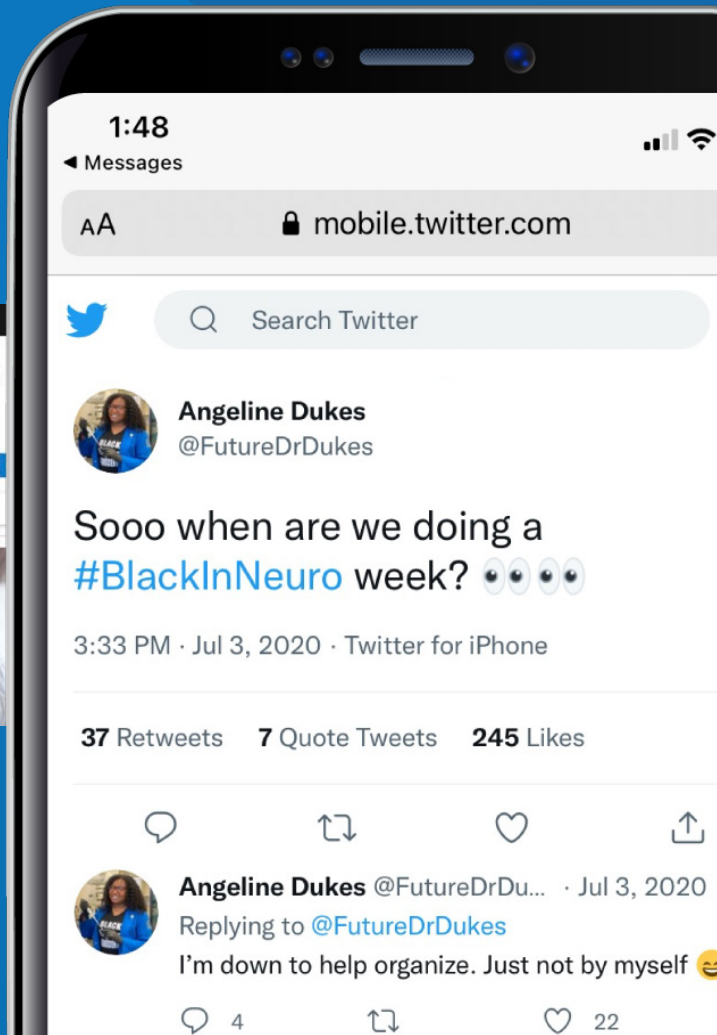 1:48
◀ Messages
AA mobile.twitter.com
Search Twitter
Angeline Dukes
@FutureDrDukes
Sooo when are we doing a
#BlackInNeuro week? 👀👀
3:33 PM · Jul 3, 2020 · Twitter for iPhone
37 Retweets 7 Quote Tweets 245 Likes
Angeline Dukes @FutureDrDu... · Jul 3, 2020
Replying to @FutureDrDukes
I'm down to help organize. Just not by myself 😄
4 22
BLACK
BLACK